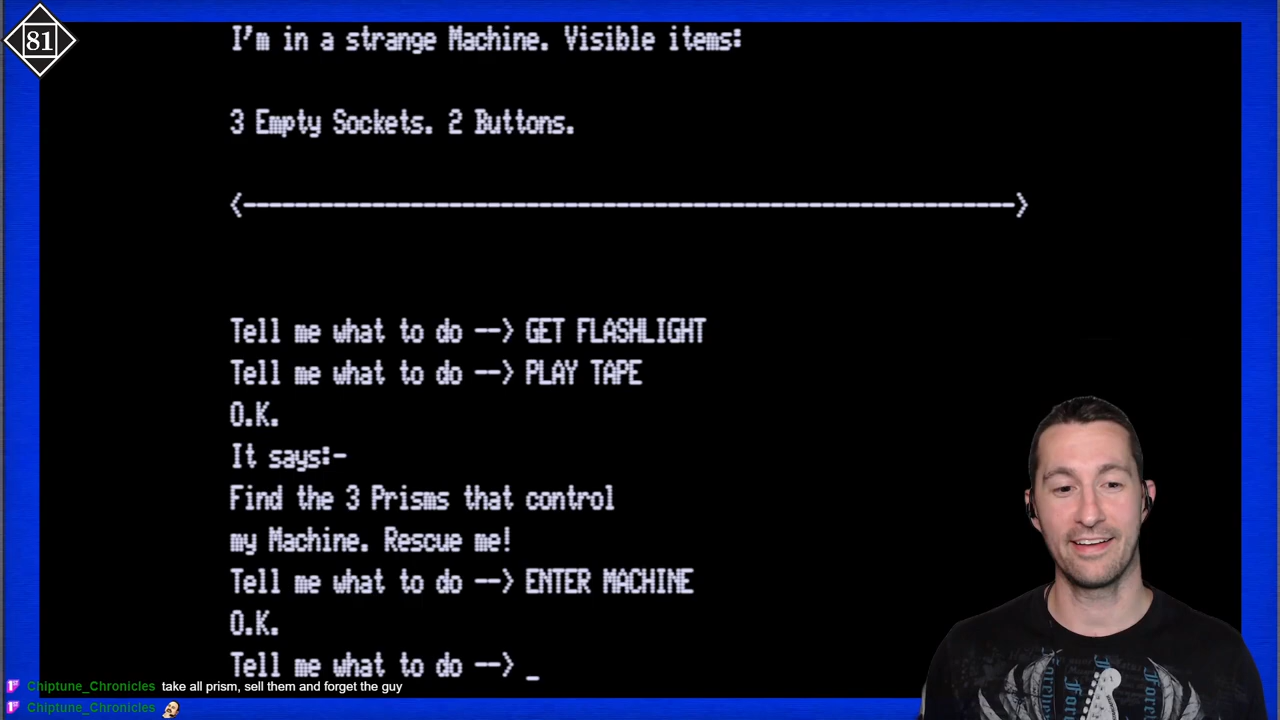 81
I'm in a strange Machine. Visible items:
3 Empty Sockets. 2 Buttons.
<------------------------------------------------------------>
Tell me what to do --> GET FLASHLIGHT
Tell me what to do --> PLAY TAPE
O.K.
It says:-
Find the 3 Prisms that control
my Machine. Rescue me!
Tell me what to do --> ENTER MACHINE
O.K.
Tell me what to do --> _
Chiptune_Chronicles take all prism, sell them and forget the guy
Chiptune_Chronicles